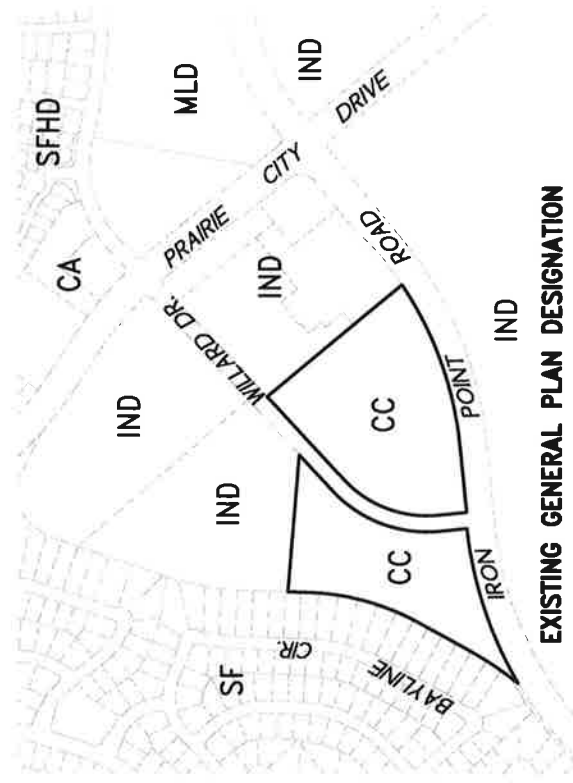 SFHD
MLD
IND
CA
PRAIRIE CITY DRIVE
IND
WILLARD DR.
ROAD
IND
IND
CC
POINT
IND
CC
IRON
SF
BAYLINE CIR.
EXISTING GENERAL PLAN DESIGNATION